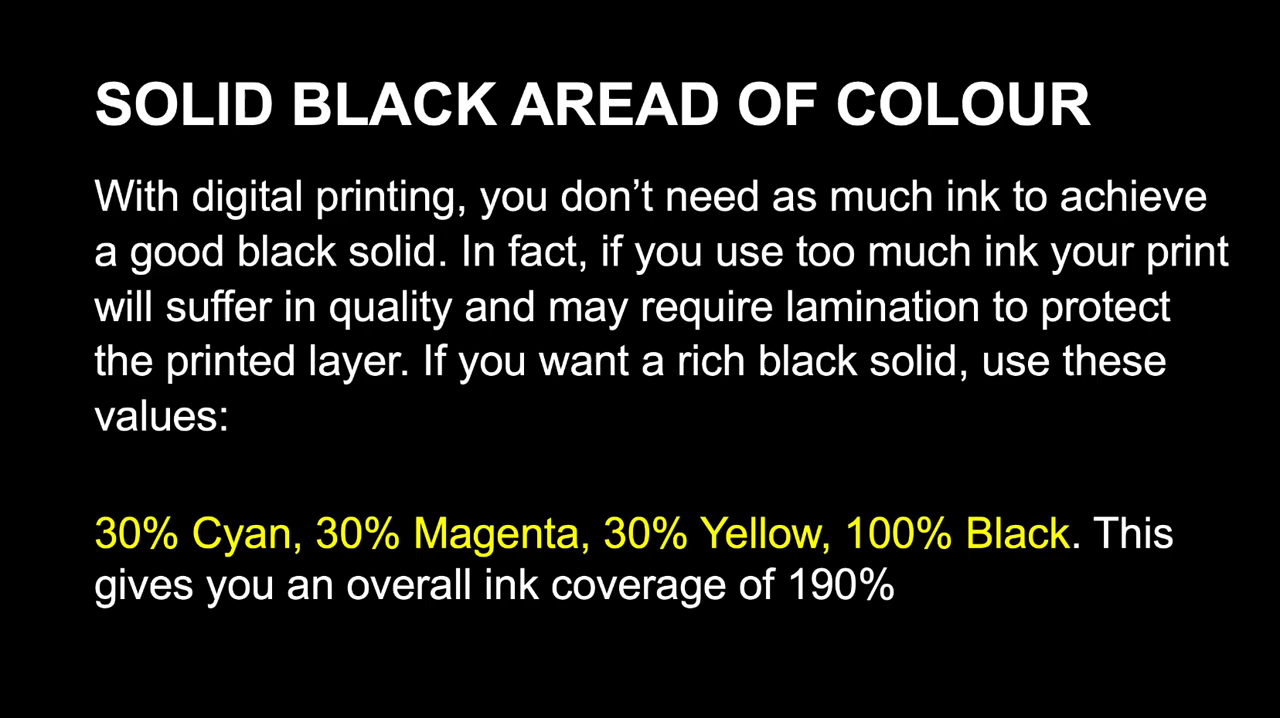 SOLID BLACK AREAD OF COLOUR
With digital printing, you don’t need as much ink to achieve
a good black solid. In fact, if you use too much ink your print
will suffer in quality and may require lamination to protect
the printed layer. If you want a rich black solid, use these
values:
30% Cyan, 30% Magenta, 30% Yellow, 100% Black. This
gives you an overall ink coverage of 190%